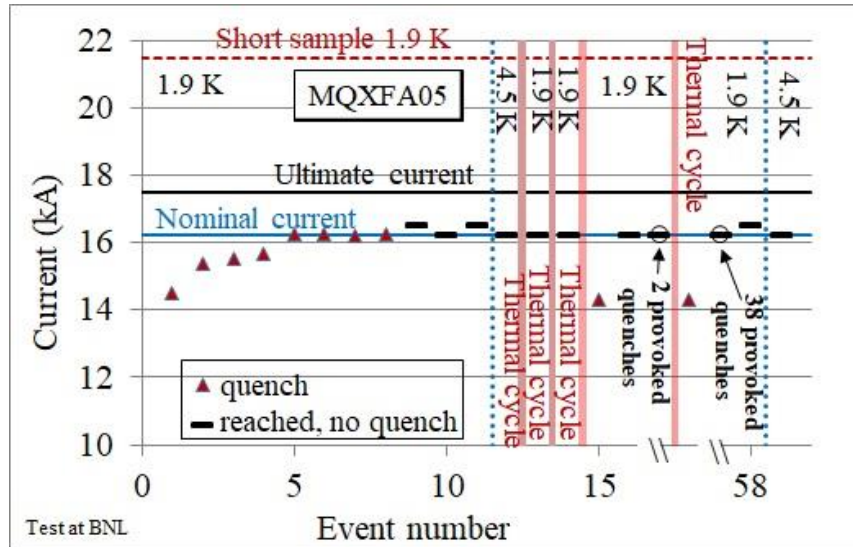 22
20
18
16
14
12
10
Current (kA)
0
5
10
15
58
Event number
Short sample 1.9 K
1.9 K
MQXFA05
4.5 K
1.9 K
1.9 K
1.9 K
Thermal cycle
1.9 K
4.5 K
Ultimate current
Nominal current
Thermal cycle
Thermal cycle
Thermal cycle
2 provoked
quenches
38 provoked
quenches
quench
reached, no quench
Test at BNL